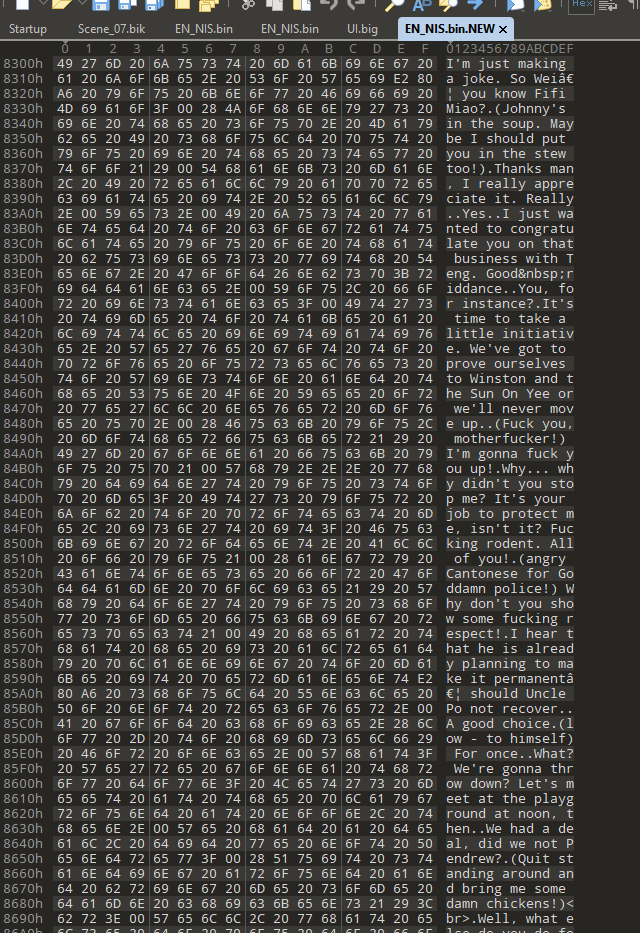 Startup Scene_07.bik EN_NIS.bin EN_NIS.bin UI.big EN_NIS.bin.NEW ×
0 1 2 3 4 5 6 7 8 9 A B C D E F 0123456789ABCDEF
8300h 49 27 6D 20 6A 75 73 74 20 6D 61 6B 69 6E 67 20 I'm just making
8310h 61 20 6A 6F 6B 65 2E 20 53 6F 20 57 65 69 E2 80 a joke. So Weiâ€
8320h A6 20 79 6F 75 20 6B 6E 6F 77 20 46 69 66 69 20 ¦ you know Fifi
8330h 4D 69 61 6F 3F 00 28 4A 6F 68 6E 6E 79 27 73 20 Miao?.(Johnny's
8340h 69 6E 20 74 68 65 20 73 6F 75 70 2E 20 4D 61 79 in the soup. May
8350h 62 65 20 49 20 73 68 6F 75 6C 64 20 70 75 74 20 be I should put
8360h 79 6F 75 20 69 6E 20 74 68 65 20 73 74 65 77 20 you in the stew
8370h 74 6F 6F 21 29 00 54 68 61 6E 6B 73 20 6D 61 6E too!).Thanks man
8380h 2C 20 49 20 72 65 61 6C 6C 79 20 61 70 70 72 65 , I really appre
8390h 63 69 61 74 65 20 69 74 2E 20 52 65 61 6C 6C 79 ciate it. Really
83A0h 2E 00 59 65 73 2E 00 49 20 6A 75 73 74 20 77 61 ..Yes..I just wa
83B0h 6E 74 65 64 20 74 6F 20 63 6F 6E 67 72 61 74 75 nted to congratu
83C0h 6C 61 74 65 20 79 6F 75 20 6F 6E 20 74 68 61 74 late you on that
83D0h 20 62 75 73 69 6E 65 73 73 20 77 69 74 68 20 54 business with T
83E0h 65 6E 67 2E 20 47 6F 6F 64 26 6E 62 73 70 3B 72 eng. Good&nbsp;r
83F0h 69 64 64 61 6E 63 65 2E 00 59 6F 75 2C 20 66 6F iddance..You, fo
8400h 72 20 69 6E 73 74 61 6E 63 65 3F 00 49 74 27 73 r instance?.It's
8410h 20 74 69 6D 65 20 74 6F 20 74 61 6B 65 20 61 20 time to take a
8420h 6C 69 74 74 6C 65 20 69 6E 69 74 69 61 74 69 76 little initiativ
8430h 65 2E 20 57 65 27 76 65 20 67 6F 74 20 74 6F 20 e. We've got to
8440h 70 72 6F 76 65 20 6F 75 72 73 65 6C 76 65 73 20 prove ourselves
8450h 74 6F 20 57 69 6E 73 74 6F 6E 20 61 6E 64 20 74 to Winston and t
8460h 68 65 20 53 75 6E 20 4F 6E 20 59 65 65 20 6F 72 he Sun On Yee or
8470h 20 77 65 27 6C 6C 20 6E 65 76 65 72 20 6D 6F 76 we'll never mov
8480h 65 20 75 70 2E 00 28 46 75 63 6B 20 79 6F 75 2C e up..(Fuck you,
8490h 20 6D 6F 74 68 65 72 66 75 63 6B 65 72 21 29 20 motherfucker!)
84A0h 49 27 6D 20 67 6F 6E 6E 61 20 66 75 63 6B 20 79 I'm gonna fuck y
84B0h 6F 75 20 75 70 21 00 57 68 79 2E 2E 2E 20 77 68 ou up!.Why... wh
84C0h 79 20 64 69 64 6E 27 74 20 79 6F 75 20 73 74 6F y didn't you sto
84D0h 70 20 6D 65 3F 20 49 74 27 73 20 79 6F 75 72 20 p me? It's your
84E0h 6A 6F 62 20 74 6F 20 70 72 6F 74 65 63 74 20 6D job to protect m
84F0h 65 2C 20 69 73 6E 27 74 20 69 74 3F 20 46 75 63 e, isn't it? Fuc
8500h 6B 69 6E 67 20 72 6F 64 65 6E 74 2E 20 41 6C 6C king rodent. All
8510h 20 6F 66 20 79 6F 75 21 00 28 61 6E 67 72 79 20 of you!.(angry
8520h 43 61 6E 74 6F 6E 65 73 65 20 66 6F 72 20 47 6F Cantonese for Go
8530h 64 64 61 6D 6E 20 70 6F 6C 69 63 65 21 29 20 57 ddamn police!) W
8540h 68 79 20 64 6F 6E 27 74 20 79 6F 75 20 73 68 6F hy don't you sho
8550h 77 20 73 6F 6D 65 20 66 75 63 6B 69 6E 67 20 72 w some fucking r
8560h 65 73 70 65 63 74 21 00 49 20 68 65 61 72 20 74 espect!.I hear t
8570h 68 61 74 20 68 65 20 69 73 20 61 6C 72 65 61 64 hat he is alread
8580h 79 20 70 6C 61 6E 6E 69 6E 67 20 74 6F 20 6D 61 y planning to ma
8590h 6B 65 20 69 74 20 70 65 72 6D 61 6E 65 6E 74 E2 ke it permanentâ
85A0h 80 A6 20 73 68 6F 75 6C 64 20 55 6E 63 6C 65 20 €¦ should Uncle
85B0h 50 6F 20 6E 6F 74 20 72 65 63 6F 76 65 72 2E 00 Po not recover..
85C0h 41 20 67 6F 6F 64 20 63 68 6F 69 63 65 2E 28 6C A good choice.(l
85D0h 6F 77 20 2D 20 74 6F 20 68 69 6D 73 65 6C 66 29 ow - to himself)
85E0h 20 46 6F 72 20 6F 6E 63 65 2E 00 57 68 61 74 3F For once..What?
85F0h 20 57 65 27 72 65 20 67 6F 6E 6E 61 20 74 68 72 We're gonna thr
8600h 6F 77 20 64 6F 77 6E 3F 20 4C 65 74 27 73 20 6D ow down? Let's m
8610h 65 65 74 20 61 74 20 74 68 65 20 70 6C 61 79 67 eet at the playg
8620h 72 6F 75 6E 64 20 61 74 20 6E 6F 6F 6E 2C 20 74 round at noon, t
8630h 68 65 6E 2E 00 57 65 20 68 61 64 20 61 20 64 65 hen..We had a de
8640h 61 6C 2C 20 64 69 64 20 77 65 20 6E 6F 74 20 50 al, did we not P
8650h 65 6E 64 72 65 77 3F 00 28 51 75 69 74 20 73 74 endrew?.(Quit st
8660h 61 6E 64 69 6E 67 20 61 72 6F 75 6E 64 20 61 6E anding around an
8670h 64 20 62 72 69 6E 67 20 6D 65 20 73 6F 6D 65 20 d bring me some
8680h 64 61 6D 6E 20 63 68 69 63 6B 65 6E 73 21 29 3C damn chickens!)<
8690h 62 72 3E 00 57 65 6C 6C 2C 20 77 68 61 74 20 65 br>.Well, what e